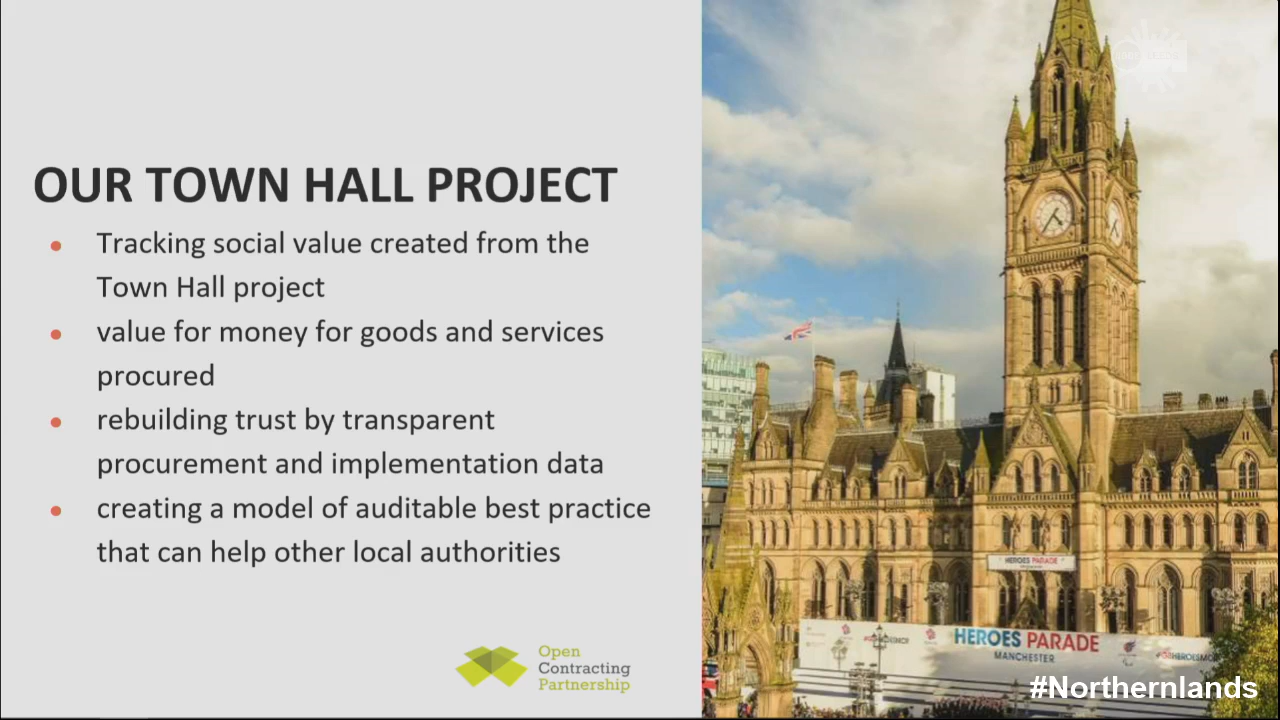 OUR TOWN HALL PROJECT
• Tracking social value created from the
Town Hall project
• value for money for goods and services
procured
• rebuilding trust by transparent
procurement and implementation data
• creating a model of auditable best practice
that can help other local authorities
Open
Contracting
Partnership
HEROES PARADE
HEROES PARADE
MANCHESTER
#Northernlands